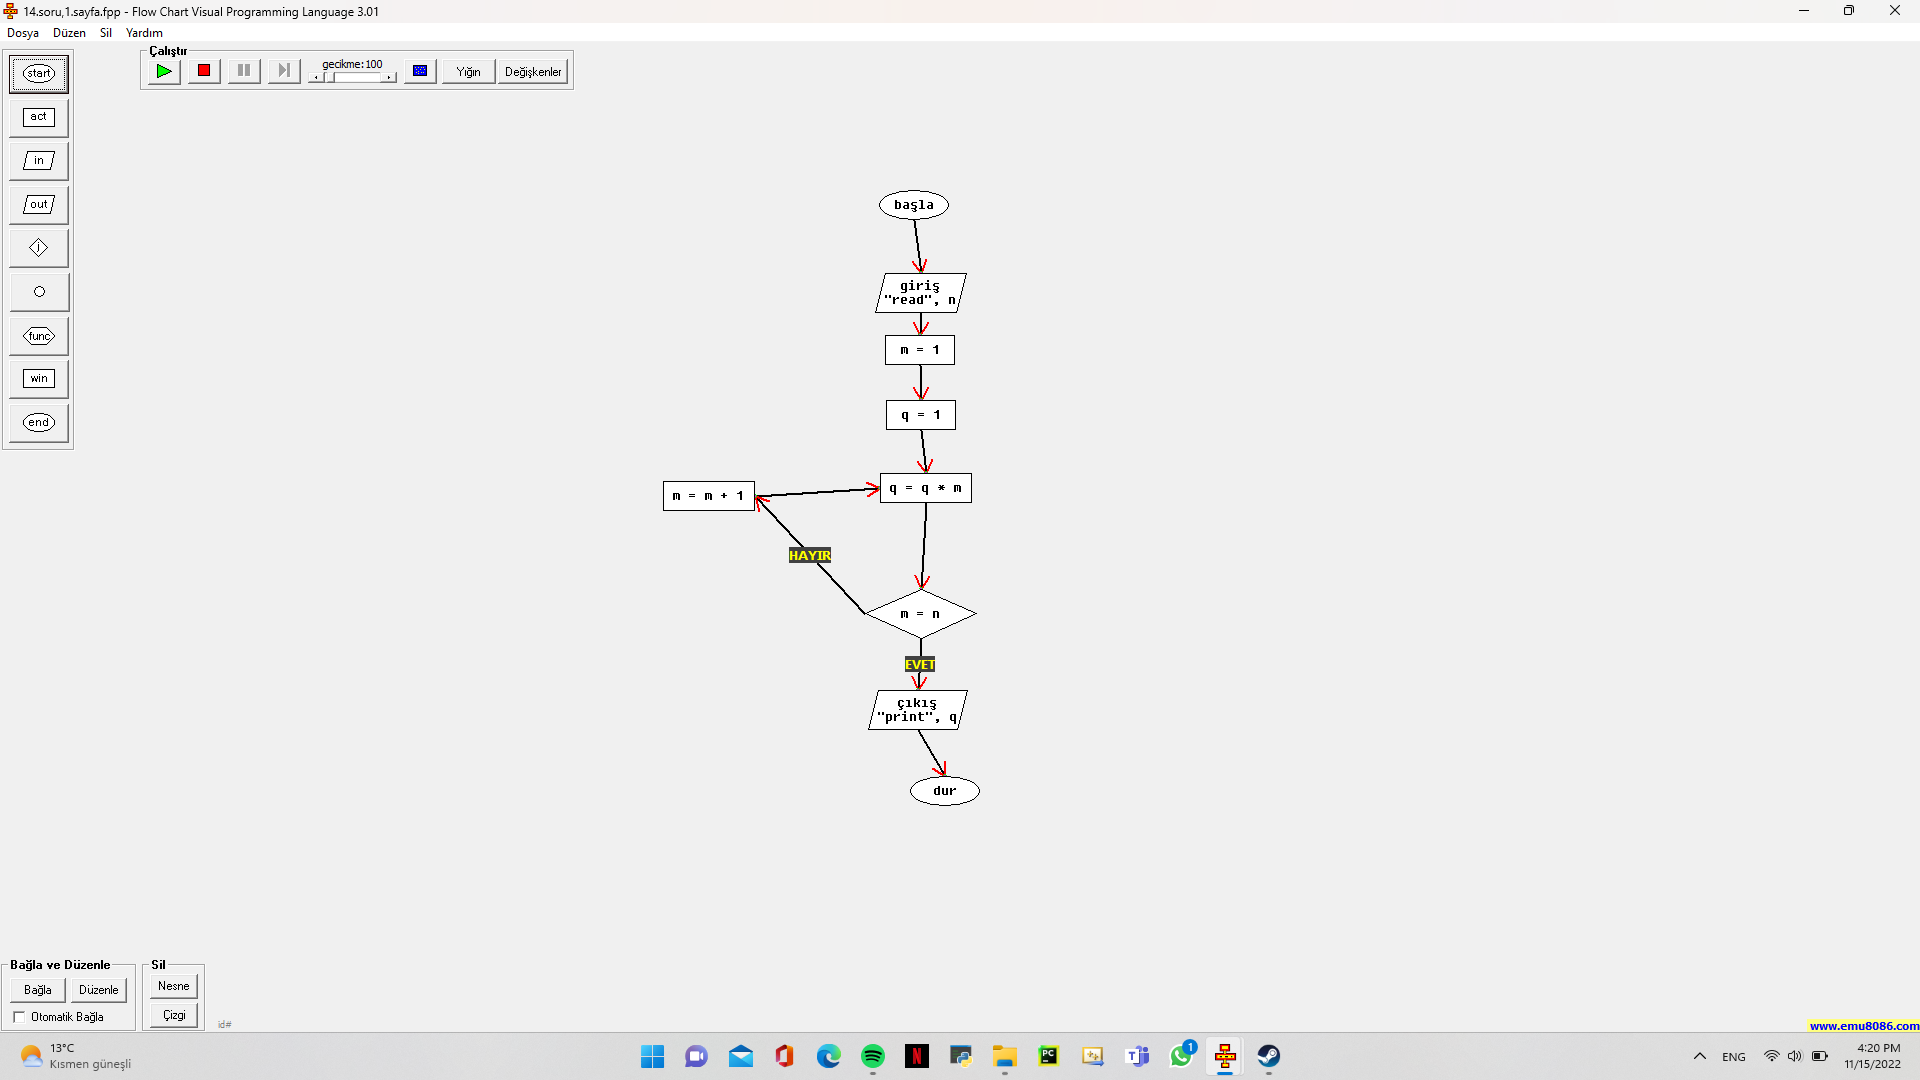 14.soru,1.sayfa.fpp - Flow Chart Visual Programming Language 3.01
Dosya Düzen Sil Yardım
Çalıştır
gecikme:100
Yığın
Değişkenler
start
act
in
out
j
func
win
end
başla
giriş
"read", n
m = 1
q = 1
m = m + 1
q = q * m
HAYIR
m = n
EVET
çıkış
"print", q
dur
Bağla ve Düzenle
Bağla
Düzenle
Otomatik Bağla
Sil
Nesne
Çizgi
id#
www.emu8086.com
13°C
Kısmen güneşli
N
PC
1
ENG
4:20 PM
11/15/2022